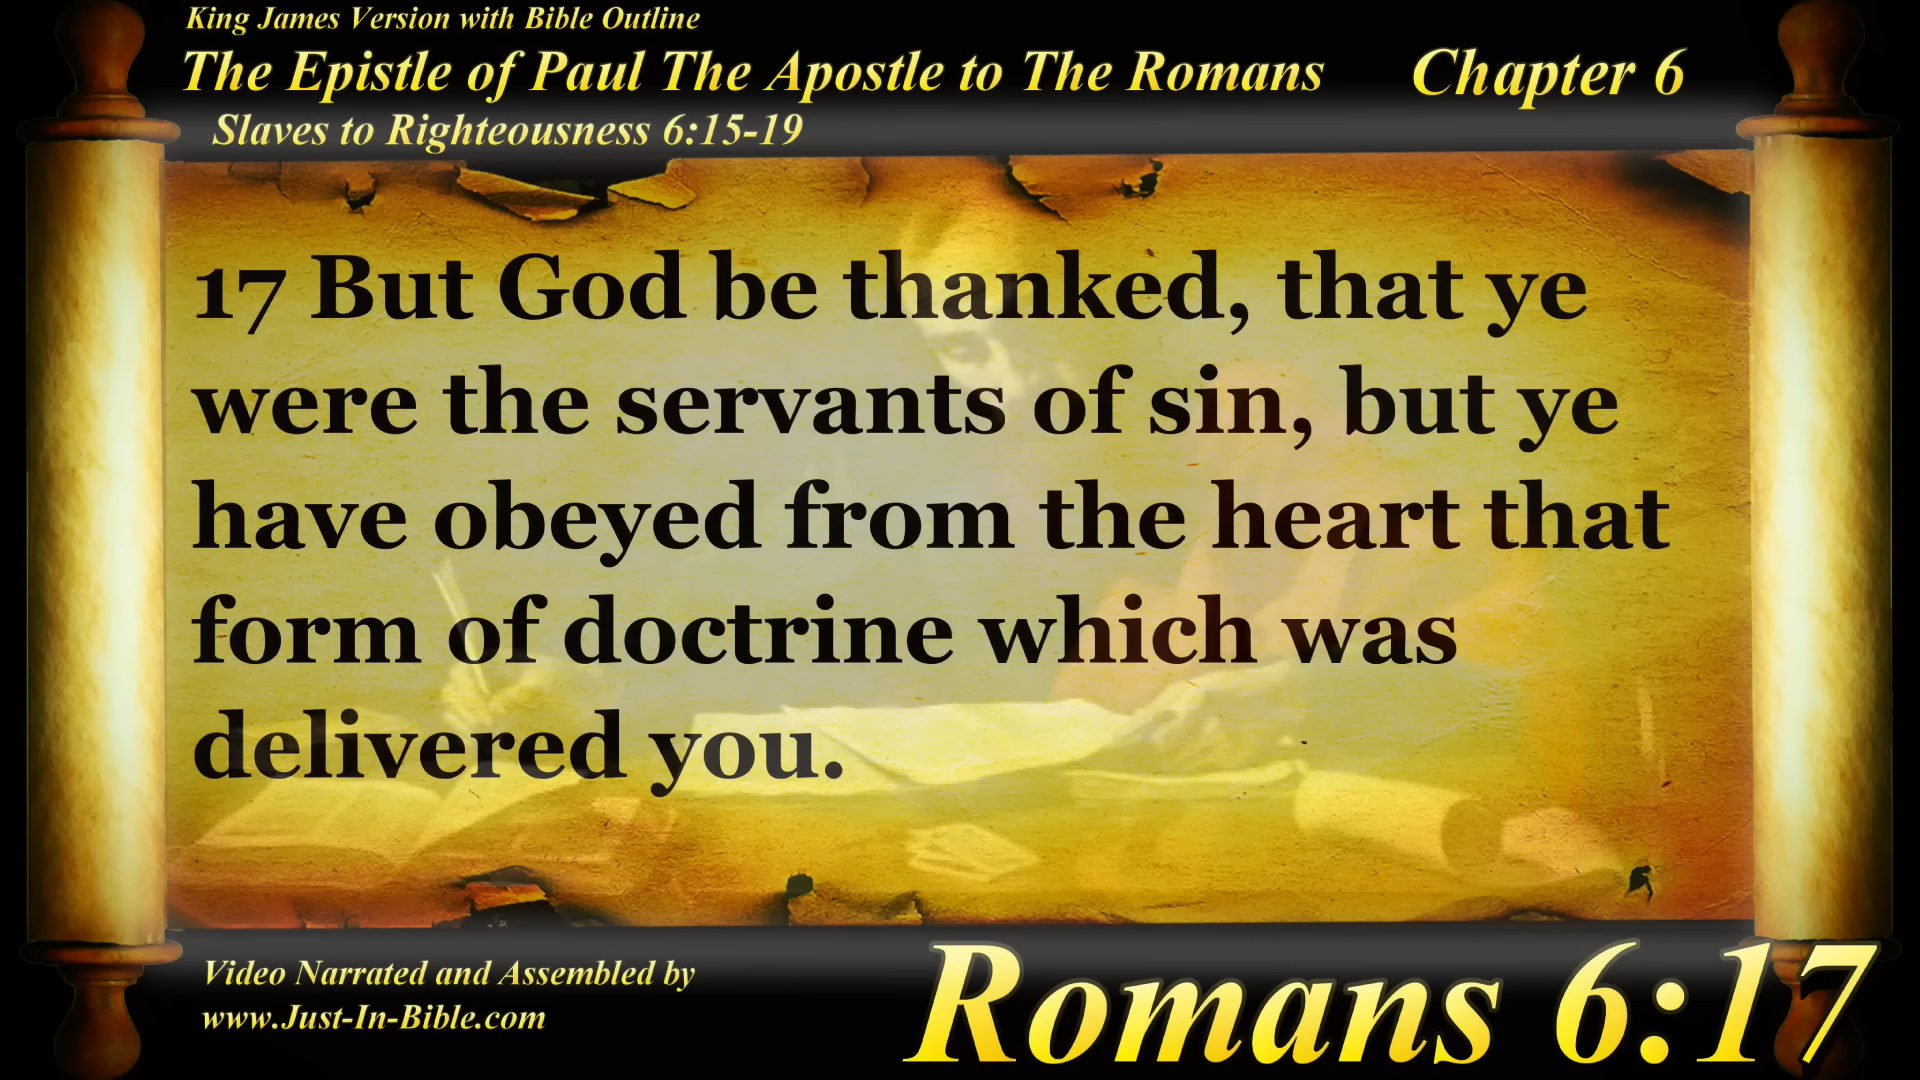 King James Version with Bible Outline
The Epistle of Paul The Apostle to The Romans Chapter 6
Slaves to Righteousness 6:15-19
17 But God be thanked, that ye
were the servants of sin, but ye
have obeyed from the heart that
form of doctrine which was
delivered you.
Video Narrated and Assembled by
www.Just-In-Bible.com
Romans 6:17